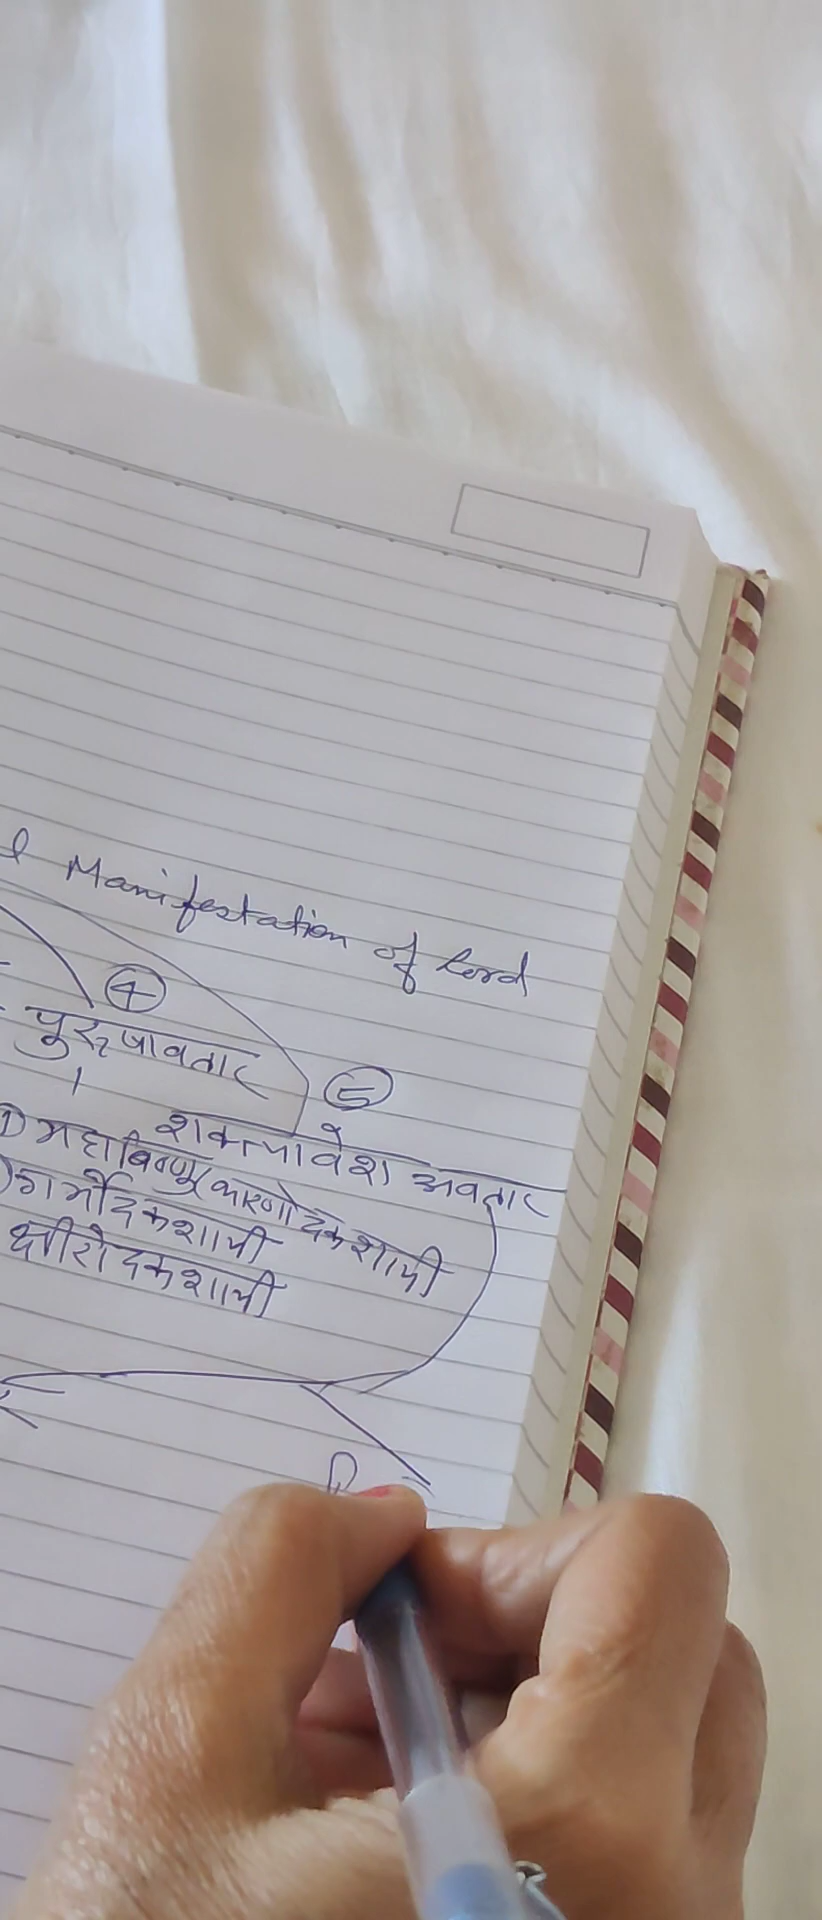 Manifestation of lord
④
पुरूषावतार
⑤
शक्त्यावेश अवतार
① महाविष्णु (कारणोदकशायी
) गर्भोदकशायी
क्षीरोदकशायी